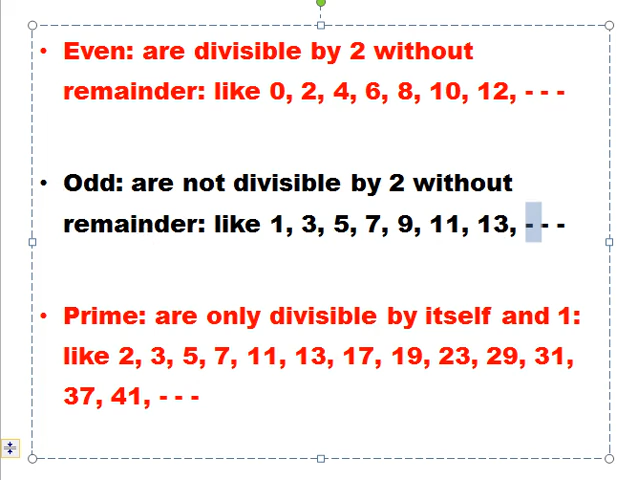 • Even: are divisible by 2 without
remainder: like 0, 2, 4, 6, 8, 10, 12, - - -
• Odd: are not divisible by 2 without
remainder: like 1, 3, 5, 7, 9, 11, 13, - - -
• Prime: are only divisible by itself and 1:
like 2, 3, 5, 7, 11, 13, 17, 19, 23, 29, 31,
37, 41, - - -